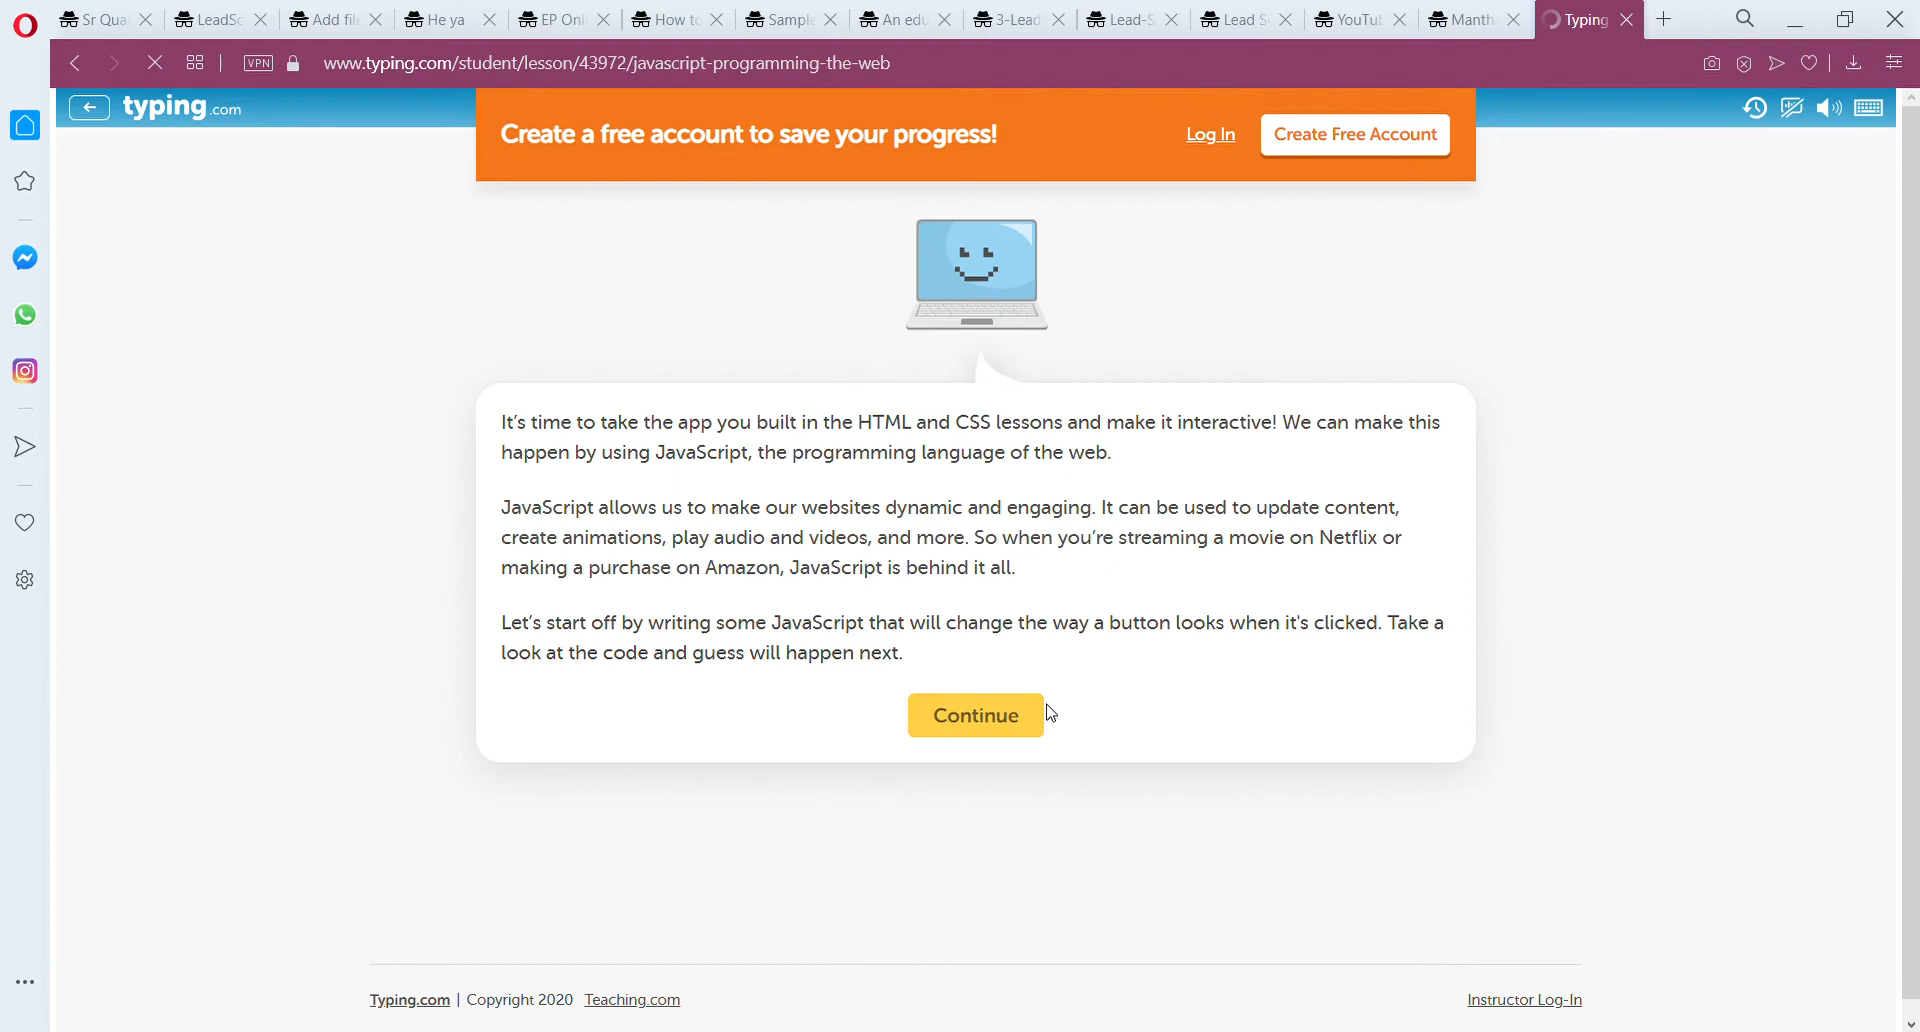 Sr Qua
LeadSc
Add fil
He ya
EP Onl
How to
Sample
An edu
3-Lead
Lead-S
Lead S
YouTub
Manth
Typing
VPN
www.typing.com/student/lesson/43972/javascript-programming-the-web
typing.com
Create a free account to save your progress!
Log In
Create Free Account
It's time to take the app you built in the HTML and CSS lessons and make it interactive! We can make this
happen by using JavaScript, the programming language of the web.
JavaScript allows us to make our websites dynamic and engaging. It can be used to update content,
create animations, play audio and videos, and more. So when you're streaming a movie on Netflix or
making a purchase on Amazon, JavaScript is behind it all.
Let's start off by writing some JavaScript that will change the way a button looks when it's clicked. Take a
look at the code and guess will happen next.
Continue
Typing.com | Copyright 2020 Teaching.com
Instructor Log-In